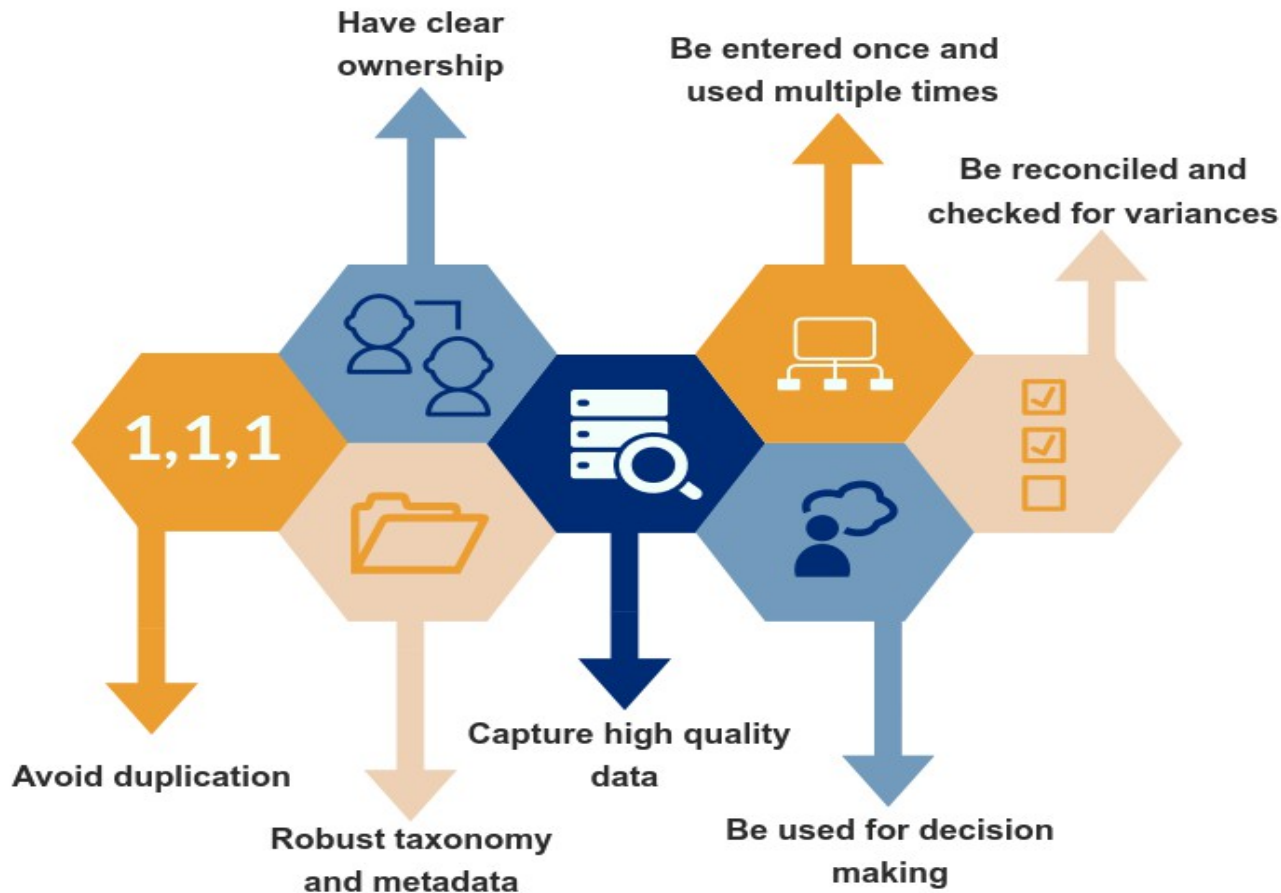 Have clear
ownership
Be entered once and
used multiple times
Be reconciled and
checked for variances
1,1,1
Avoid duplication
Robust taxonomy
and metadata
Capture high quality
data
Be used for decision
making